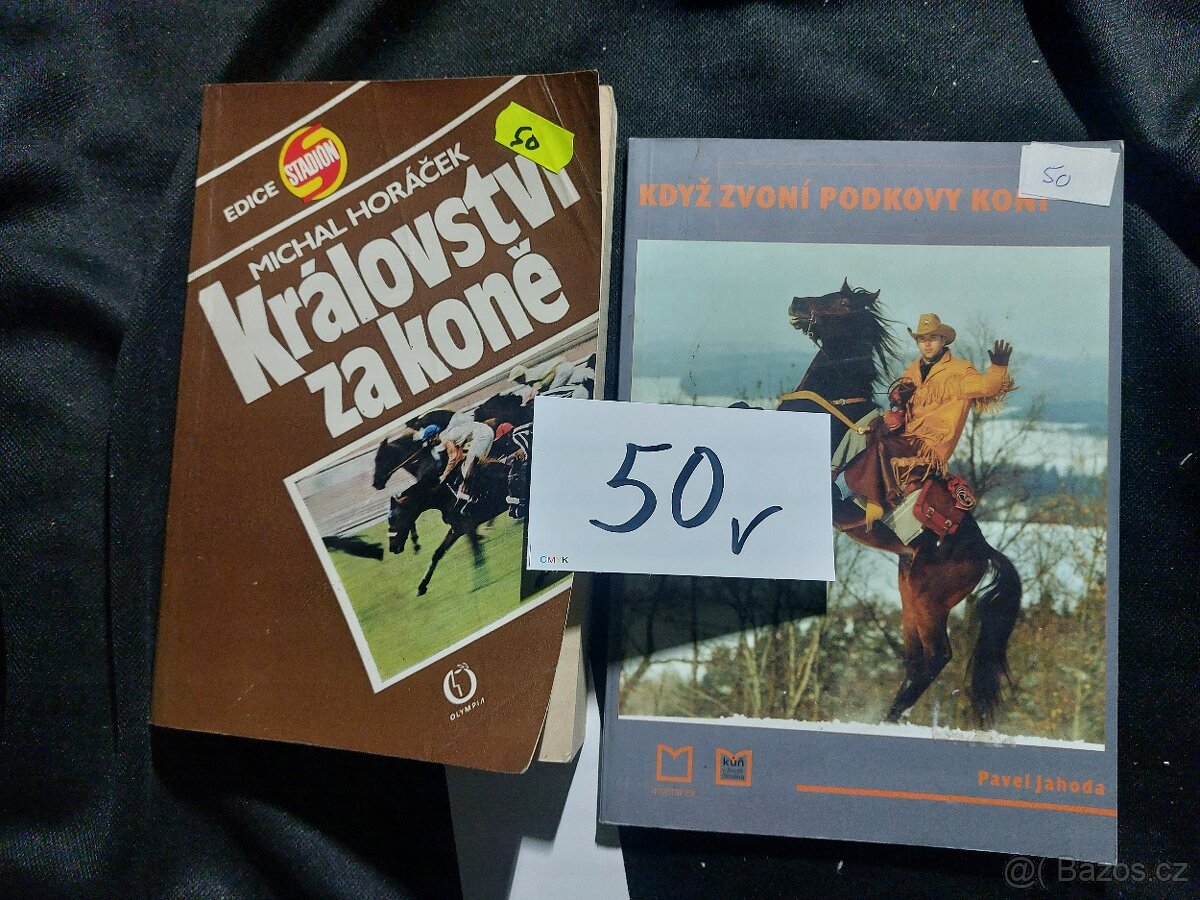 EDICE STADION
MICHAL HORÁČEK
Království
za koně
50
OLYMPIA
KDYŽ ZVONÍ PODKOVY KONÍ
50
50
CMYK
kůň
Pavel Jahoda
@( Bazos.cz